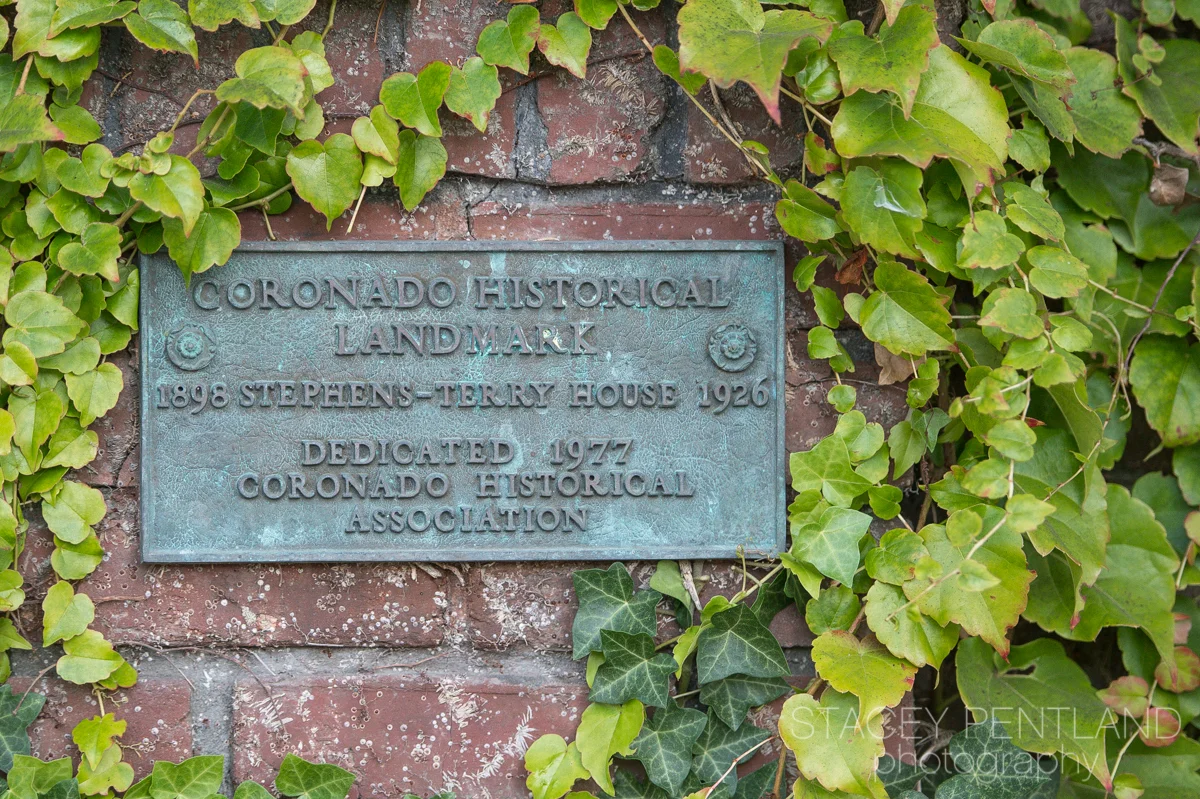 CORONADO HISTORICAL
LANDMARK
1898 STEPHENS-TERRY HOUSE 1926
DEDICATED 1977
CORONADO HISTORICAL
ASSOCIATION
STACEY PENTLAND
photography